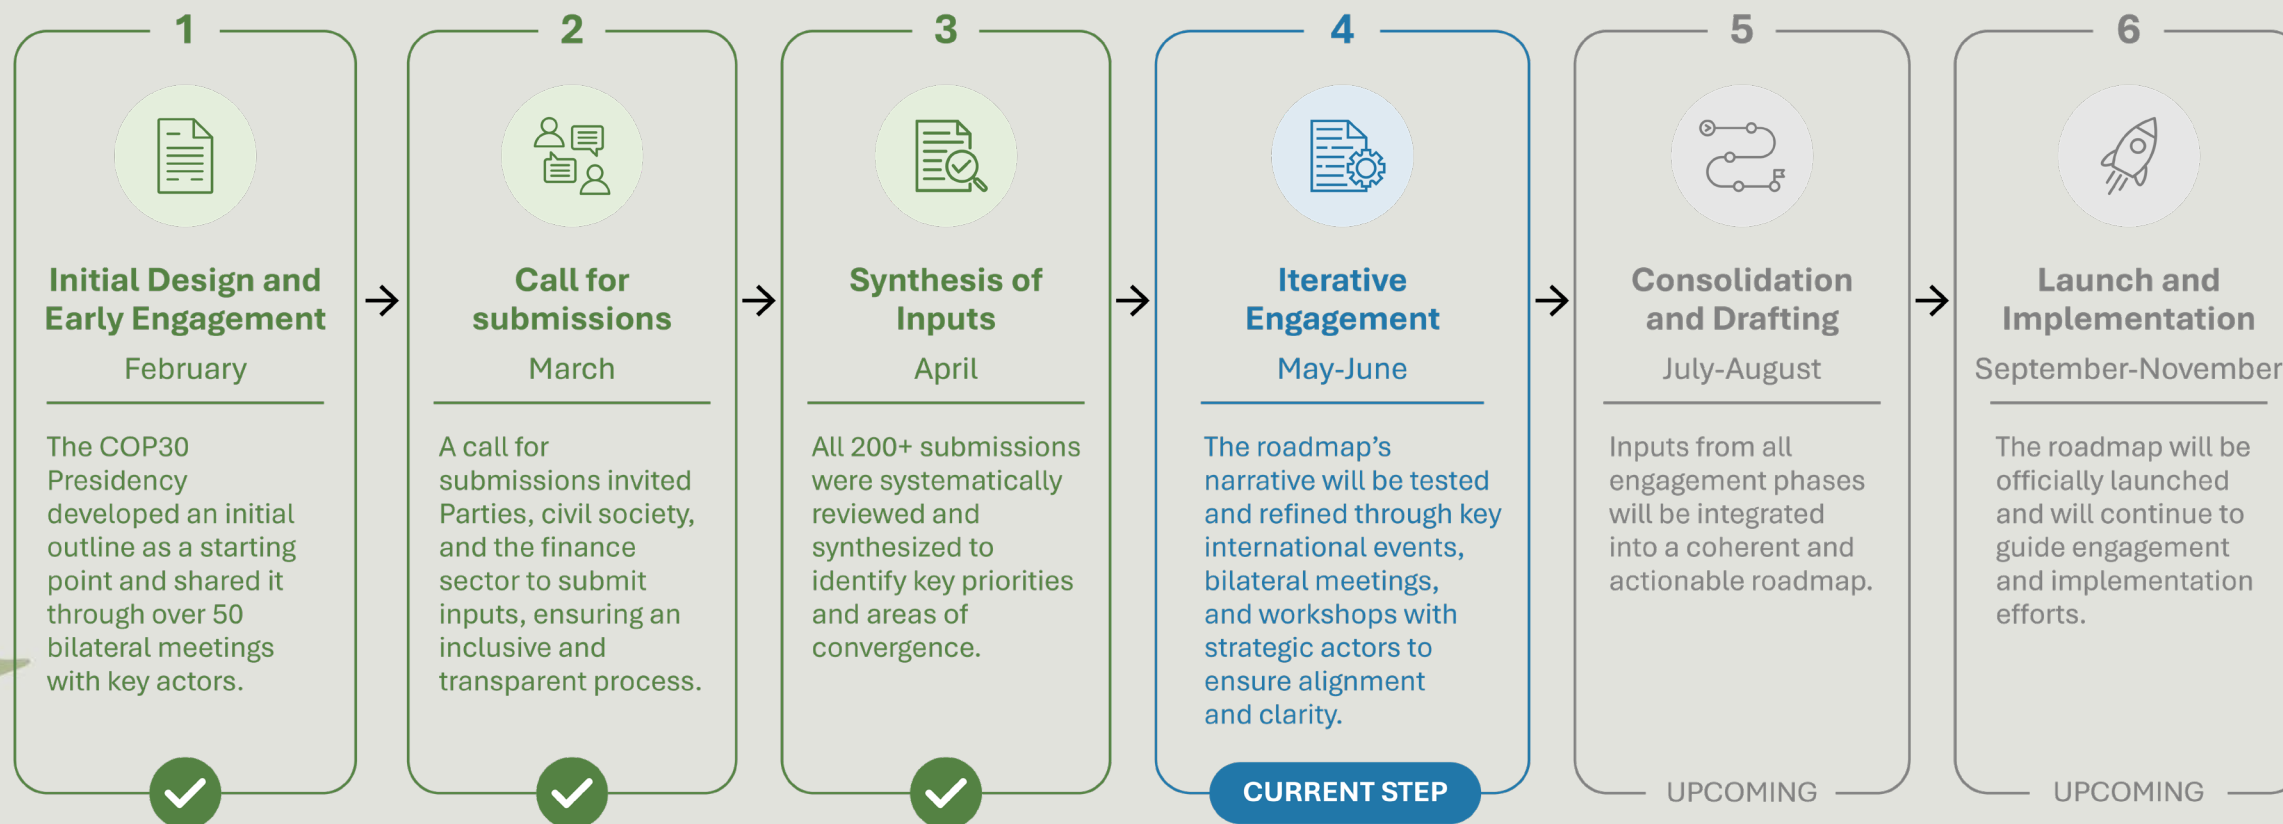 1
Initial Design and
Early Engagement
February
The COP30
Presidency
developed an initial
outline as a starting
point and shared it
through over 50
bilateral meetings
with key actors.
2
Call for
submissions
March
A call for
submissions invited
Parties, civil society,
and the finance
sector to submit
inputs, ensuring an
inclusive and
transparent process.
3
Synthesis of
Inputs
April
All 200+ submissions
were systematically
reviewed and
synthesized to
identify key priorities
and areas of
convergence.
4
Iterative
Engagement
May-June
The roadmap’s
narrative will be tested
and refined through key
international events,
bilateral meetings,
and workshops with
strategic actors to
ensure alignment
and clarity.
CURRENT STEP
5
Consolidation
and Drafting
July-August
Inputs from all
engagement phases
will be integrated
into a coherent and
actionable roadmap.
UPCOMING
6
Launch and
Implementation
September-November
The roadmap will be
officially launched
and will continue to
guide engagement
and implementation
efforts.
UPCOMING